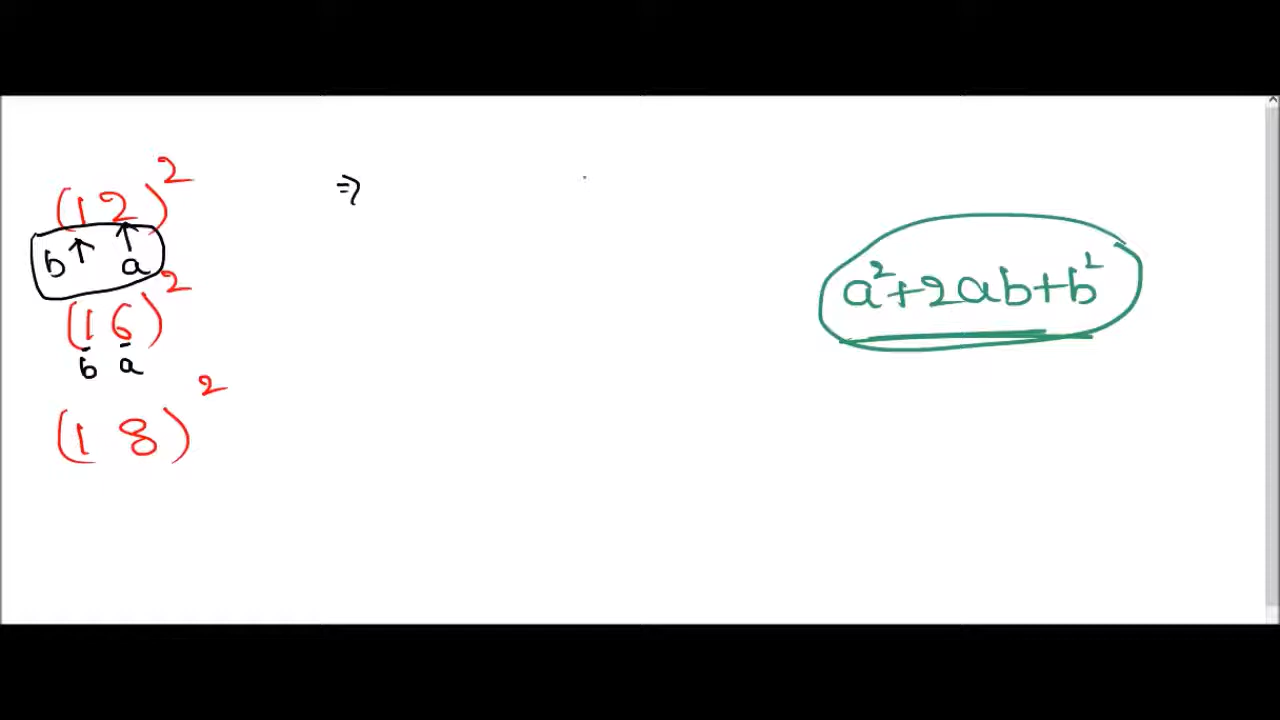 (12)² ⇒
b↑ a↑
a²+2ab+b²
(16)²
b a
(18)²